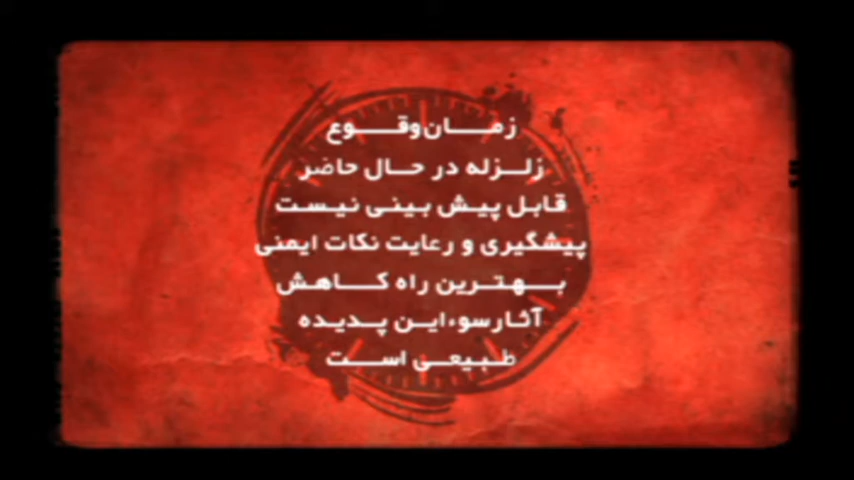 زمان وقوع
زلزله در حال حاضر
قابل پیش بینی نیست
پیشگیری و رعایت نکات ایمنی
بهترین راه کاهش
آثار سوء این پدیده
طبیعی است